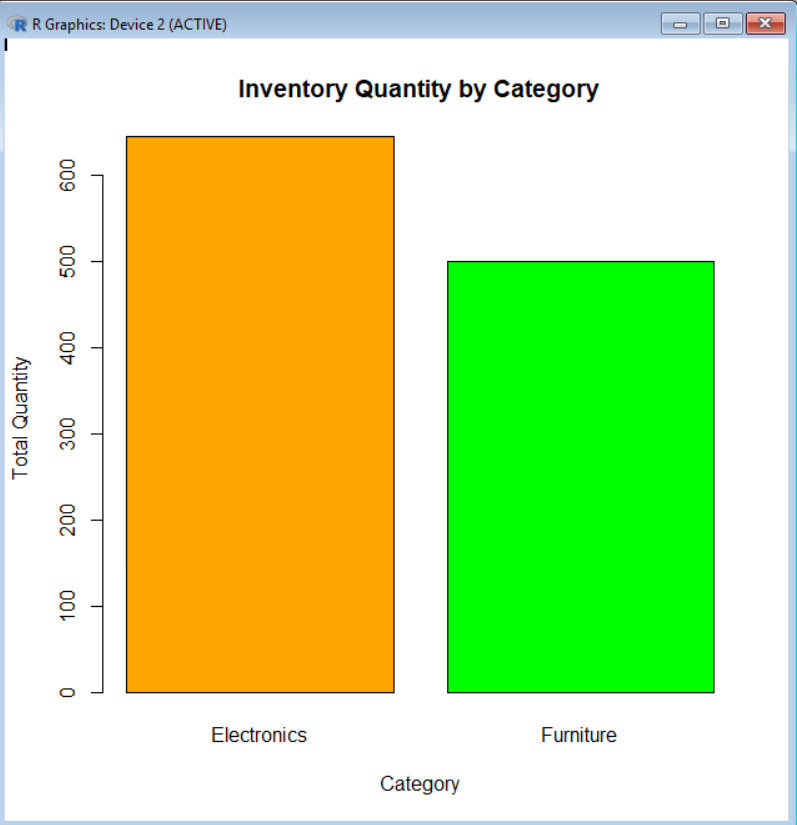 R Graphics: Device 2 (ACTIVE)
Inventory Quantity by Category
600
500
400
300
200
100
0
Total Quantity
Electronics
Furniture
Category